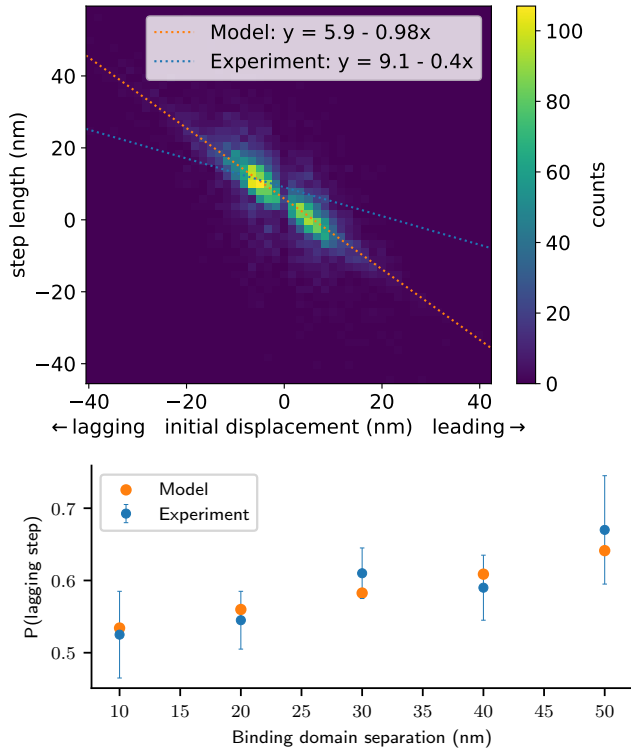 Model: y = 5.9 - 0.98x
Experiment: y = 9.1 - 0.4x
step length (nm)
40
20
0
−20
−40
−40
−20
0
20
40
←lagging initial displacement (nm) leading→
100
80
60
40
20
0
counts
Model
Experiment
P(lagging step)
0.7
0.6
0.5
10 15 20 25 30 35 40 45 50
Binding domain separation (nm)